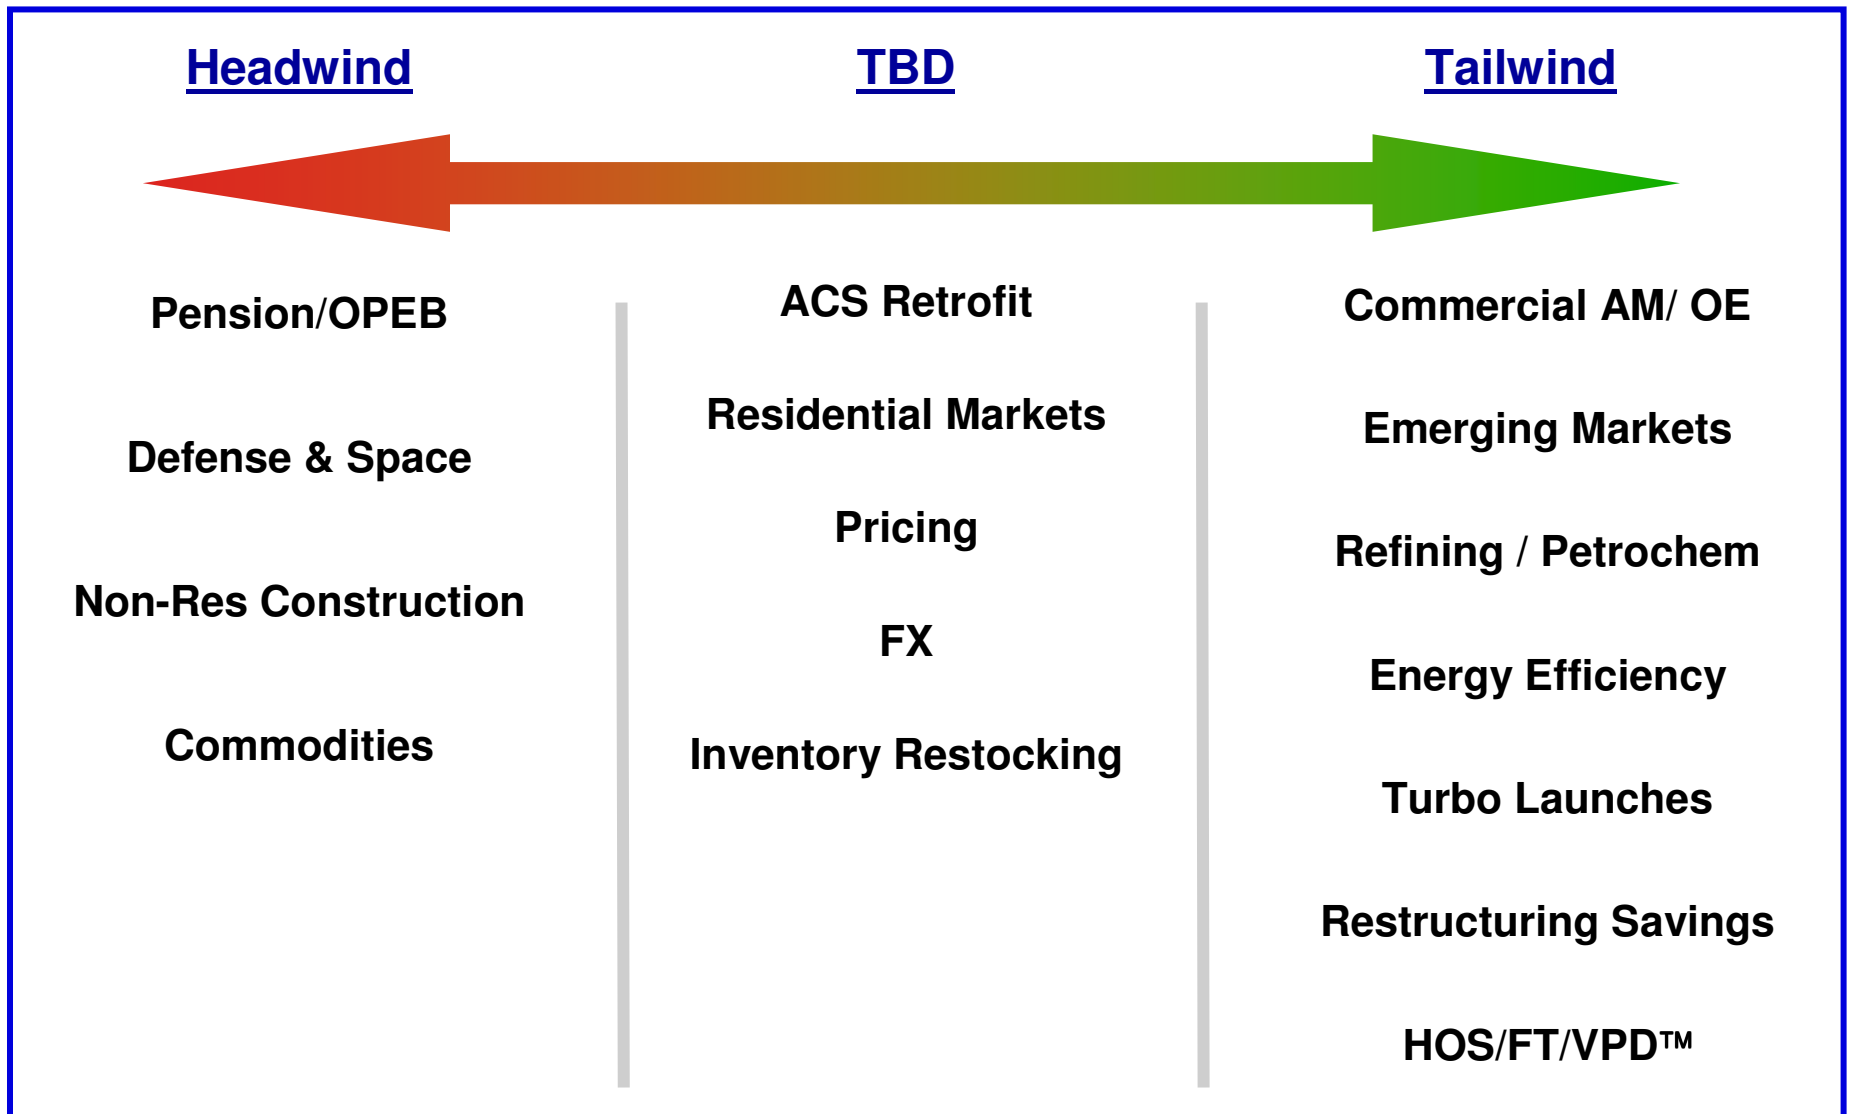 Headwind
TBD
Tailwind
Pension/OPEB
Defense & Space
Non-Res Construction
Commodities
ACS Retrofit
Residential Markets
Pricing
FX
Inventory Restocking
Commercial AM/ OE
Emerging Markets
Refining / Petrochem
Energy Efficiency
Turbo Launches
Restructuring Savings
HOS/FT/VPD™